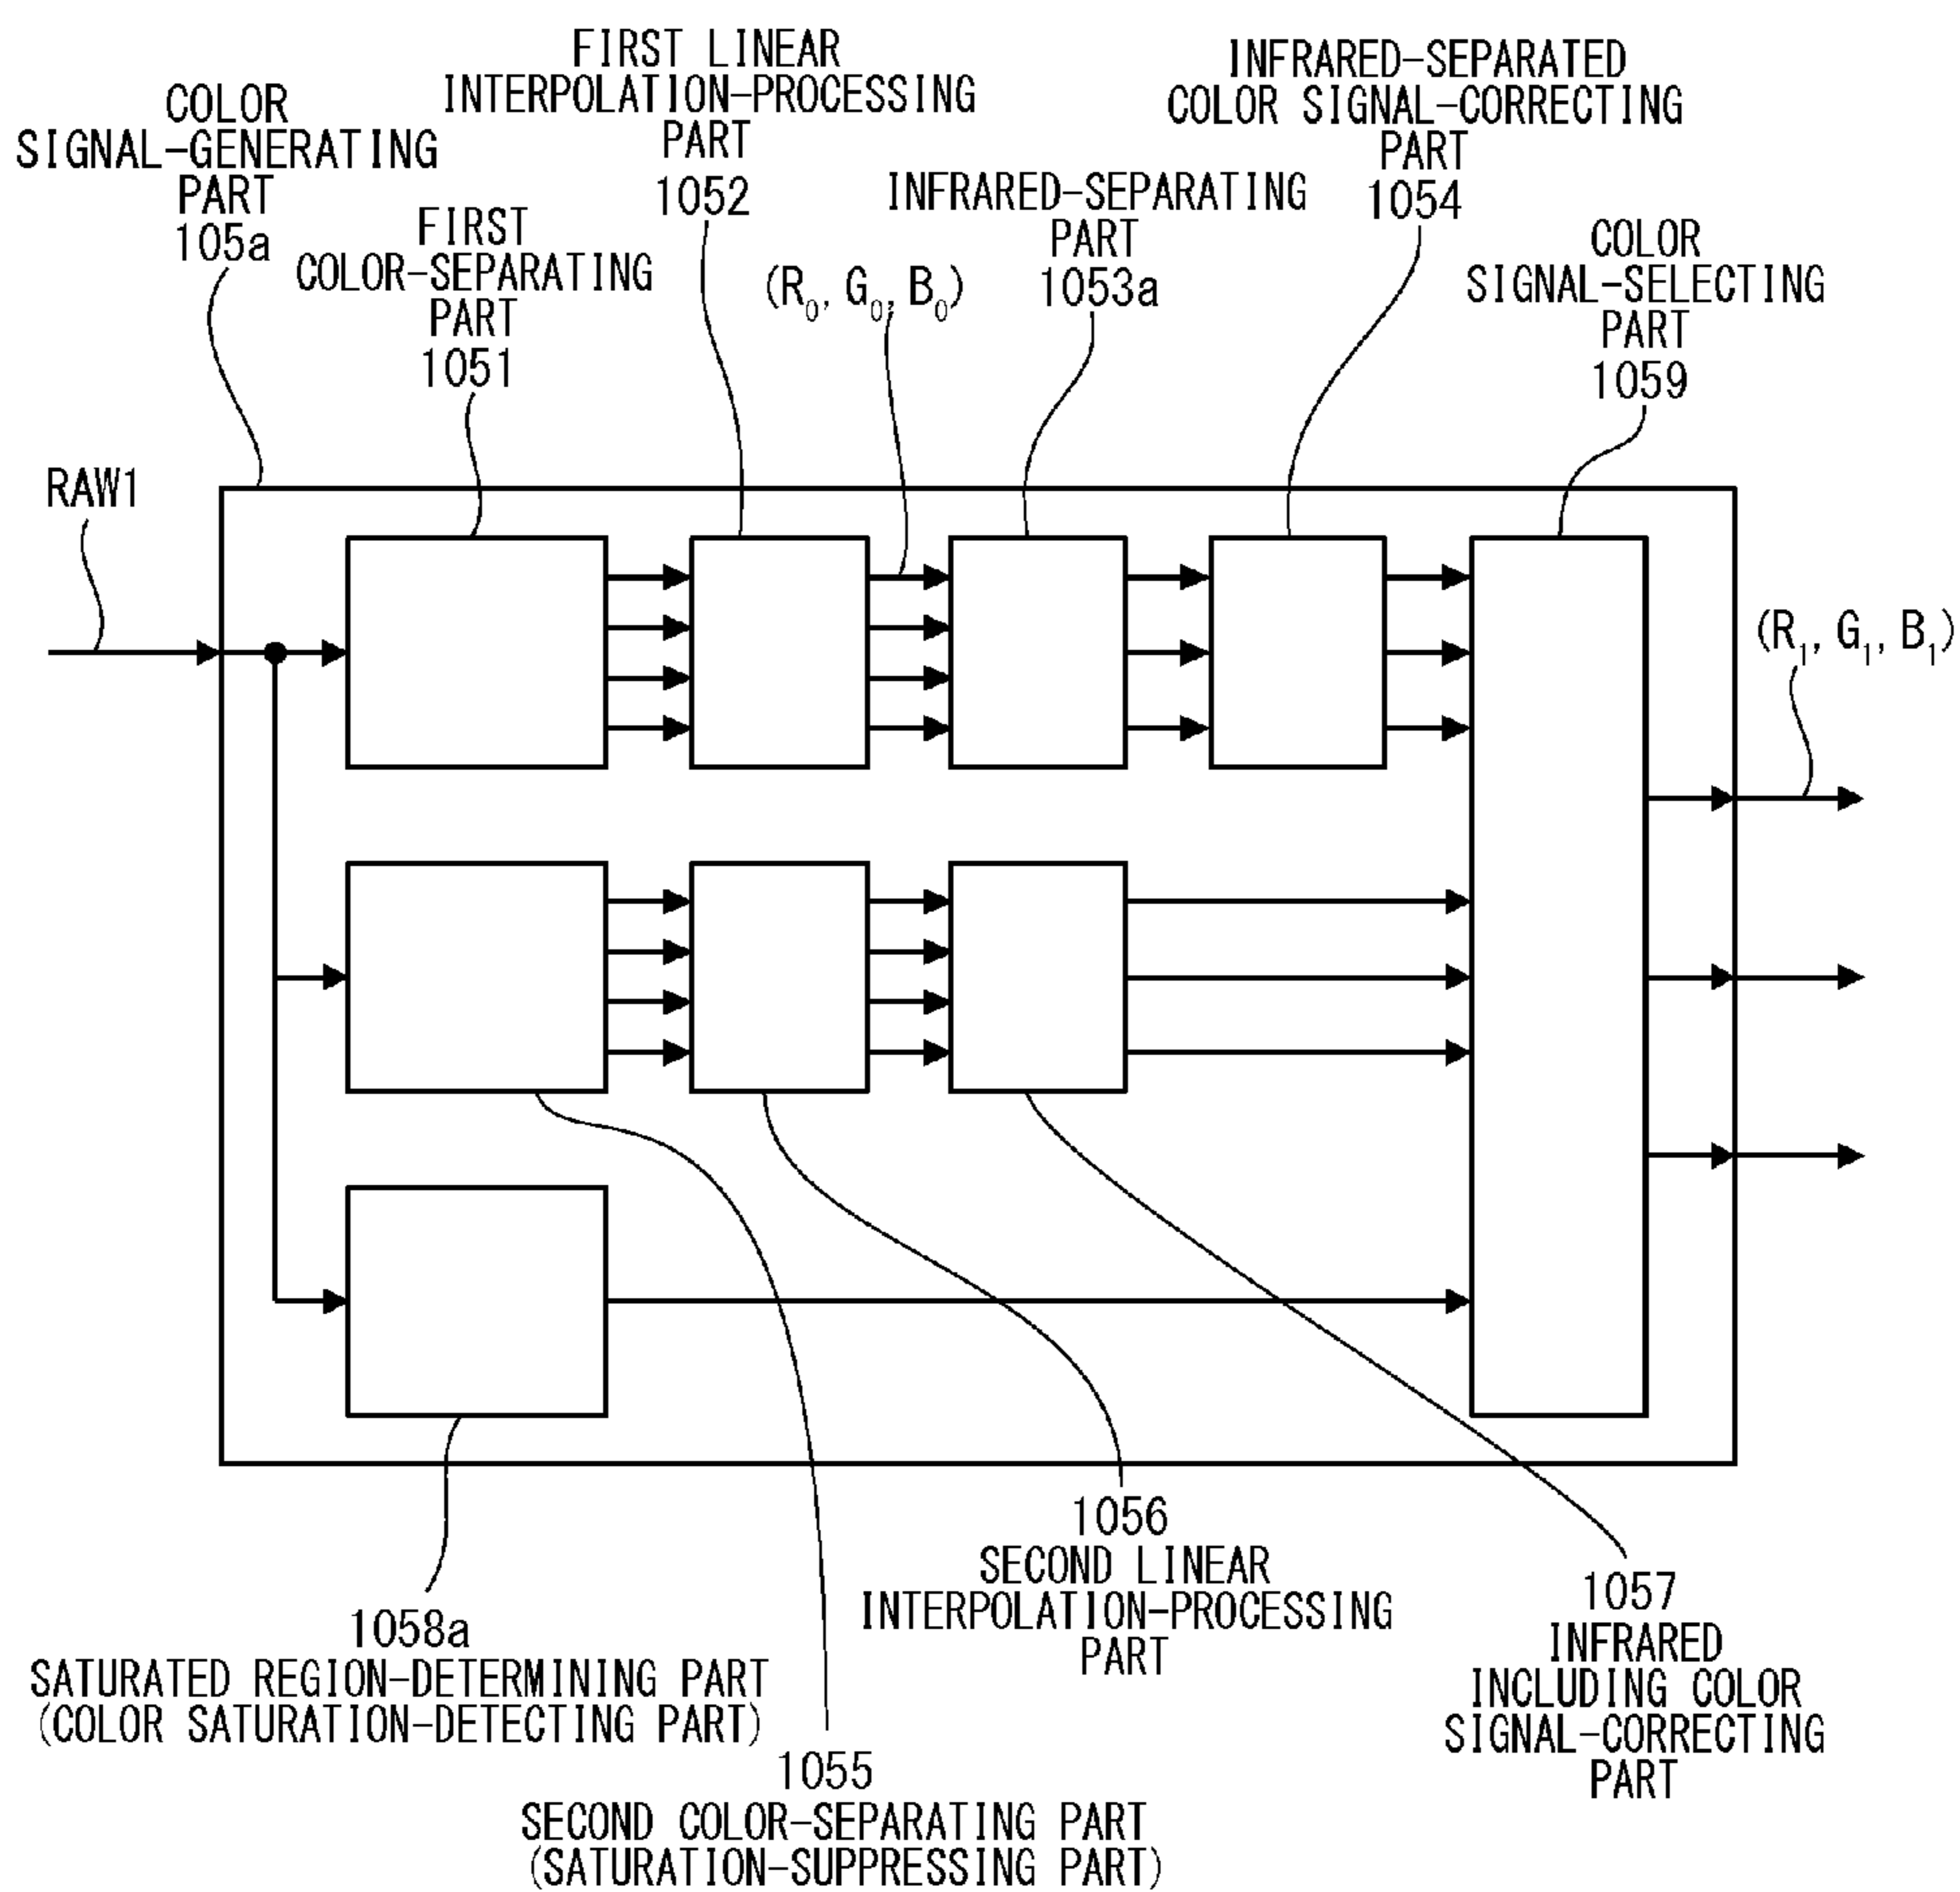 COLOR
SIGNAL-GENERATING
PART
105a
FIRST LINEAR
INTERPOLATION-PROCESSING
PART
1052
INFRARED-SEPARATED
COLOR SIGNAL-CORRECTING
PART
1054
FIRST
COLOR-SEPARATING
PART
1051
(R₀, G₀, B₀)
INFRARED-SEPARATING
PART
1053a
COLOR
SIGNAL-SELECTING
PART
1059
RAW1
(R₁, G₁, B₁)
1058a
SATURATED REGION-DETERMINING PART
(COLOR SATURATION-DETECTING PART)
1055
SECOND COLOR-SEPARATING PART
(SATURATION-SUPPRESSING PART)
1056
SECOND LINEAR
INTERPOLATION-PROCESSING
PART
1057
INFRARED
INCLUDING COLOR
SIGNAL-CORRECTING
PART